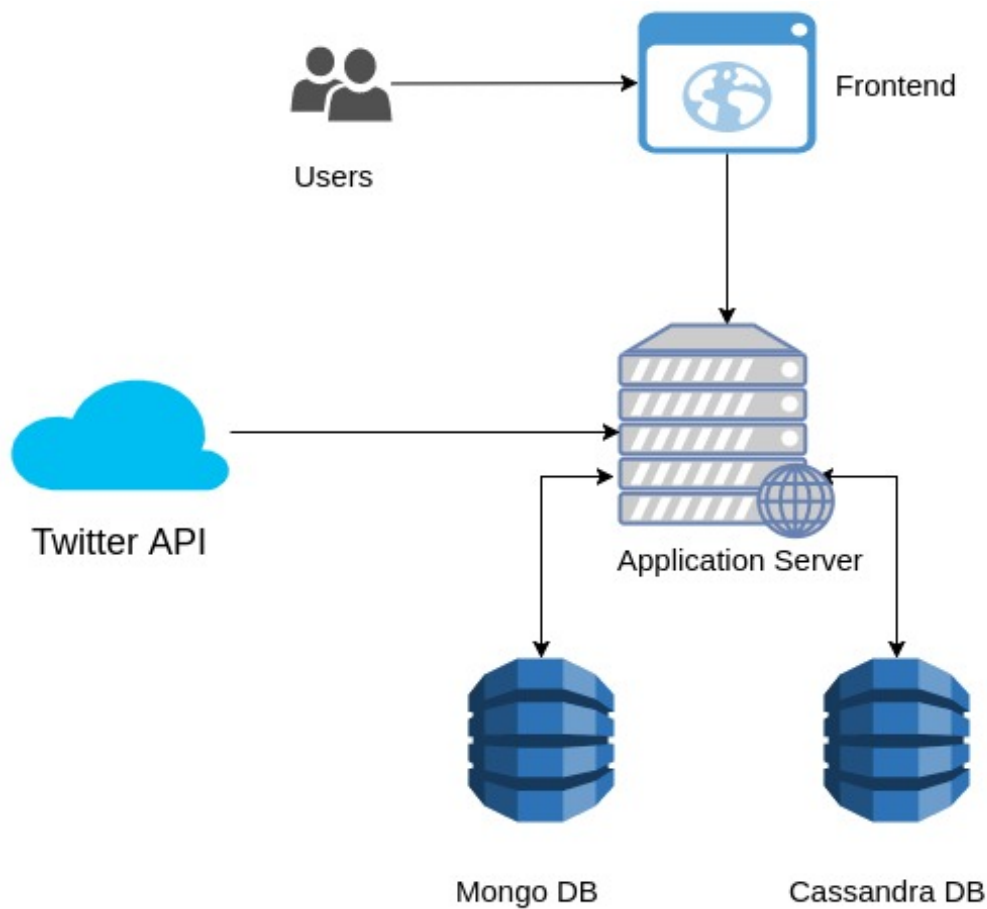 Frontend
Users
Twitter API
Application Server
Mongo DB
Cassandra DB